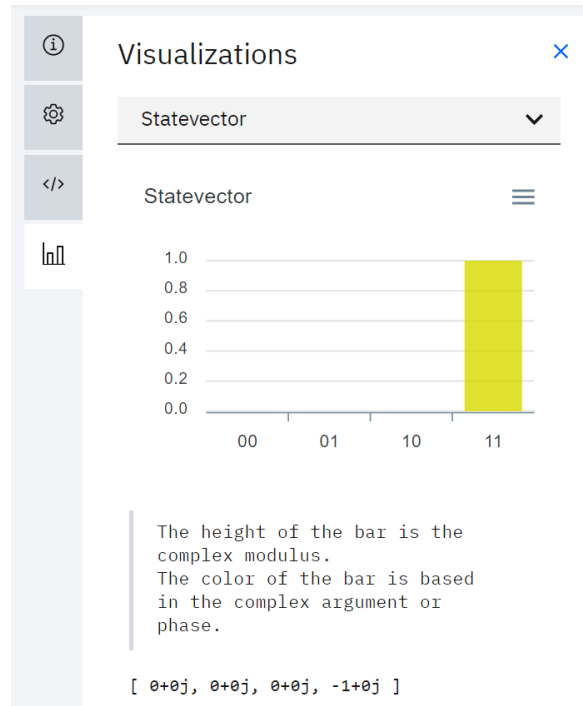 Visualizations
Statevector
</>
Statevector
1.0
0.8
0.6
0.4
0.2
0.0
00 01 10 11
The height of the bar is the
complex modulus.
The color of the bar is based
in the complex argument or
phase.
[ 0+0j, 0+0j, 0+0j, -1+0j ]